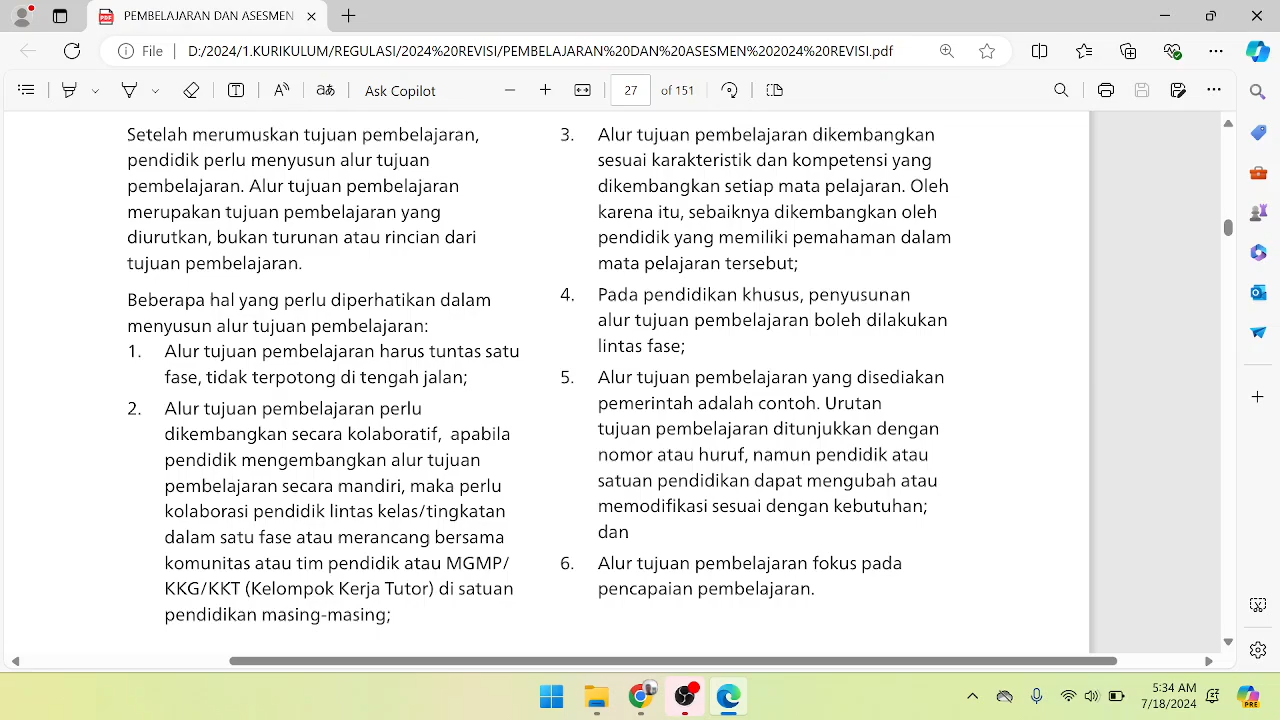 PEMBELAJARAN DAN ASESMEN
File
D:/2024/1.KURIKULUM/REGULASI/2024%20REVISI/PEMBELAJARAN%20DAN%20ASESMEN%202024%20REVISI.pdf
27 of 151
Ask Copilot
Setelah merumuskan tujuan pembelajaran,
pendidik perlu menyusun alur tujuan
pembelajaran. Alur tujuan pembelajaran
merupakan tujuan pembelajaran yang
diurutkan, bukan turunan atau rincian dari
tujuan pembelajaran.
Beberapa hal yang perlu diperhatikan dalam
menyusun alur tujuan pembelajaran:
1. Alur tujuan pembelajaran harus tuntas satu
fase, tidak terpotong di tengah jalan;
2. Alur tujuan pembelajaran perlu
dikembangkan secara kolaboratif, apabila
pendidik mengembangkan alur tujuan
pembelajaran secara mandiri, maka perlu
kolaborasi pendidik lintas kelas/tingkatan
dalam satu fase atau merancang bersama
komunitas atau tim pendidik atau MGMP/
KKG/KKT (Kelompok Kerja Tutor) di satuan
pendidikan masing-masing;
3. Alur tujuan pembelajaran dikembangkan
sesuai karakteristik dan kompetensi yang
dikembangkan setiap mata pelajaran. Oleh
karena itu, sebaiknya dikembangkan oleh
pendidik yang memiliki pemahaman dalam
mata pelajaran tersebut;
4. Pada pendidikan khusus, penyusunan
alur tujuan pembelajaran boleh dilakukan
lintas fase;
5. Alur tujuan pembelajaran yang disediakan
pemerintah adalah contoh. Urutan
tujuan pembelajaran ditunjukkan dengan
nomor atau huruf, namun pendidik atau
satuan pendidikan dapat mengubah atau
memodifikasi sesuai dengan kebutuhan;
dan
6. Alur tujuan pembelajaran fokus pada
pencapaian pembelajaran.
5:34 AM
7/18/2024